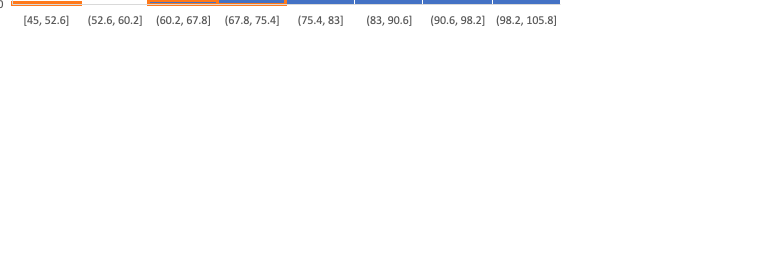 0
[45, 52.6] (52.6, 60.2] (60.2, 67.8] (67.8, 75.4] (75.4, 83] (83, 90.6] (90.6, 98.2] (98.2, 105.8]